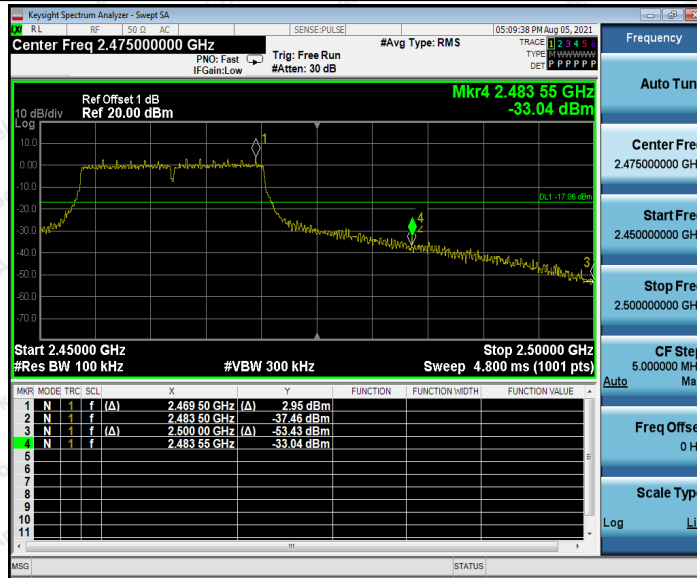 Keysight Spectrum Analyzer - Swept SA
LXI RL RF 50 Ω AC SENSE:PULSE 05:09:38 PM Aug 05, 2021
Center Freq 2.475000000 GHz
PNO: Fast
IFGain:Low
Trig: Free Run
#Atten: 30 dB
#Avg Type: RMS
TRACE 1 2 3 4 5 6
TYPE M WWWWW
DET P P P P P P
Mkr4 2.483 55 GHz
-33.04 dBm
Ref Offset 1 dB
10 dB/div Ref 20.00 dBm
Log
10.0
0.00
-10.0
-20.0
-30.0
-40.0
-50.0
-60.0
-70.0
1
DL1 -17.06 dBm
4
2
3
Start 2.45000 GHz Stop 2.50000 GHz
#Res BW 100 kHz #VBW 300 kHz Sweep 4.800 ms (1001 pts)
MKR MODE TRC SCL X Y FUNCTION FUNCTION WIDTH FUNCTION VALUE
1 N 1 f (Δ) 2.469 50 GHz (Δ) 2.95 dBm
2 N 1 f 2.483 50 GHz -37.46 dBm
3 N 1 f (Δ) 2.500 00 GHz (Δ) -53.43 dBm
4 N 1 f 2.483 55 GHz -33.04 dBm
5
6
7
8
9
10
11
MSG STATUS
Frequency
Auto Tun
Center Fre
2.475000000 GH
Start Fre
2.450000000 GH
Stop Fre
2.500000000 GH
CF Step
5.000000 MH
Auto Ma
Freq Offse
0 H
Scale Type
Log Li